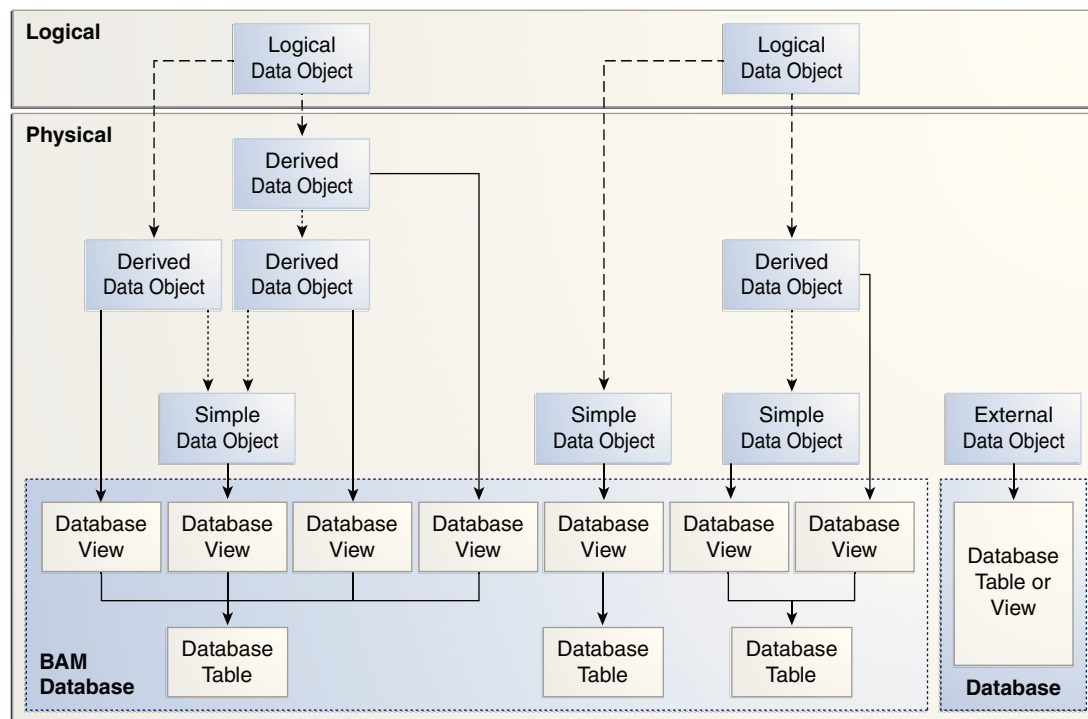 Logical
Logical
Data Object
Logical
Data Object
Physical
Derived
Data Object
Derived
Data Object
Derived
Data Object
Derived
Data Object
Simple
Data Object
Simple
Data Object
Simple
Data Object
External
Data Object
Database
View
Database
View
Database
View
Database
View
Database
View
Database
View
Database
View
Database
Table or
View
Database
Table
Database
Table
Database
Table
BAM
Database
Database